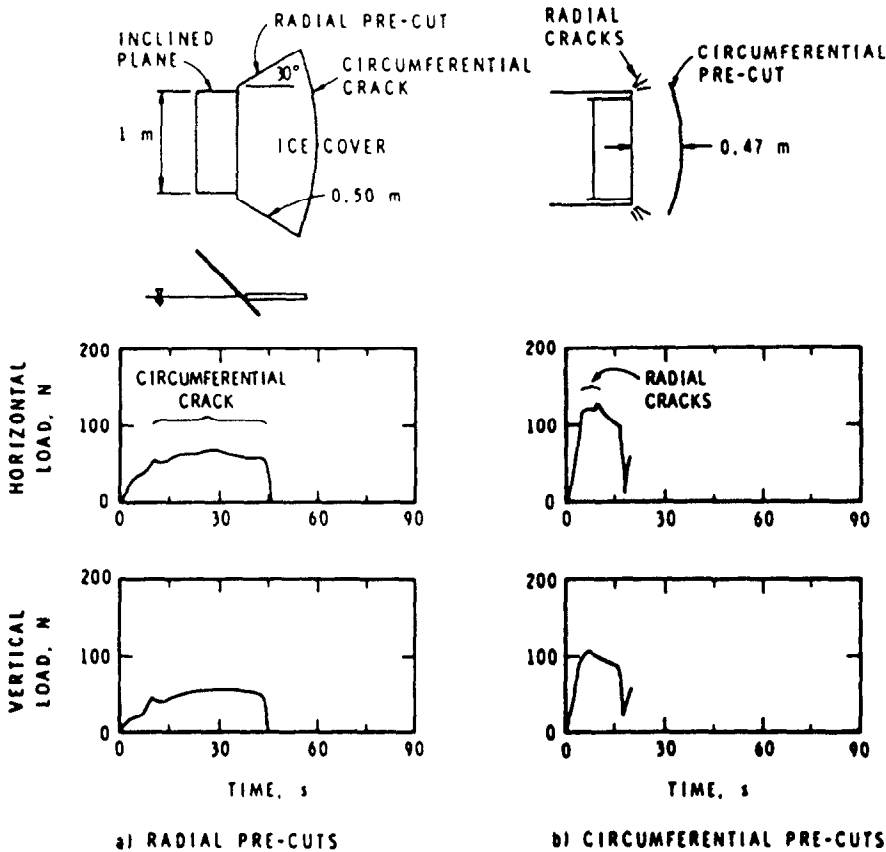 RADIAL PRE-CUT
INCLINED
PLANE
30°
CIRCUMFERENTIAL
CRACK
1 m
ICE COVER
0.50 m
RADIAL
CRACKS
CIRCUMFERENTIAL
PRE-CUT
0.47 m
HORIZONTAL
LOAD, N
200
100
0
CIRCUMFERENTIAL
CRACK
0 30 60 90
200
100
0
RADIAL
CRACKS
0 30 60 90
VERTICAL
LOAD, N
200
100
0
0 30 60 90
TIME, s
200
100
0
0 30 60 90
TIME, s
a) RADIAL PRE-CUTS
b) CIRCUMFERENTIAL PRE-CUTS